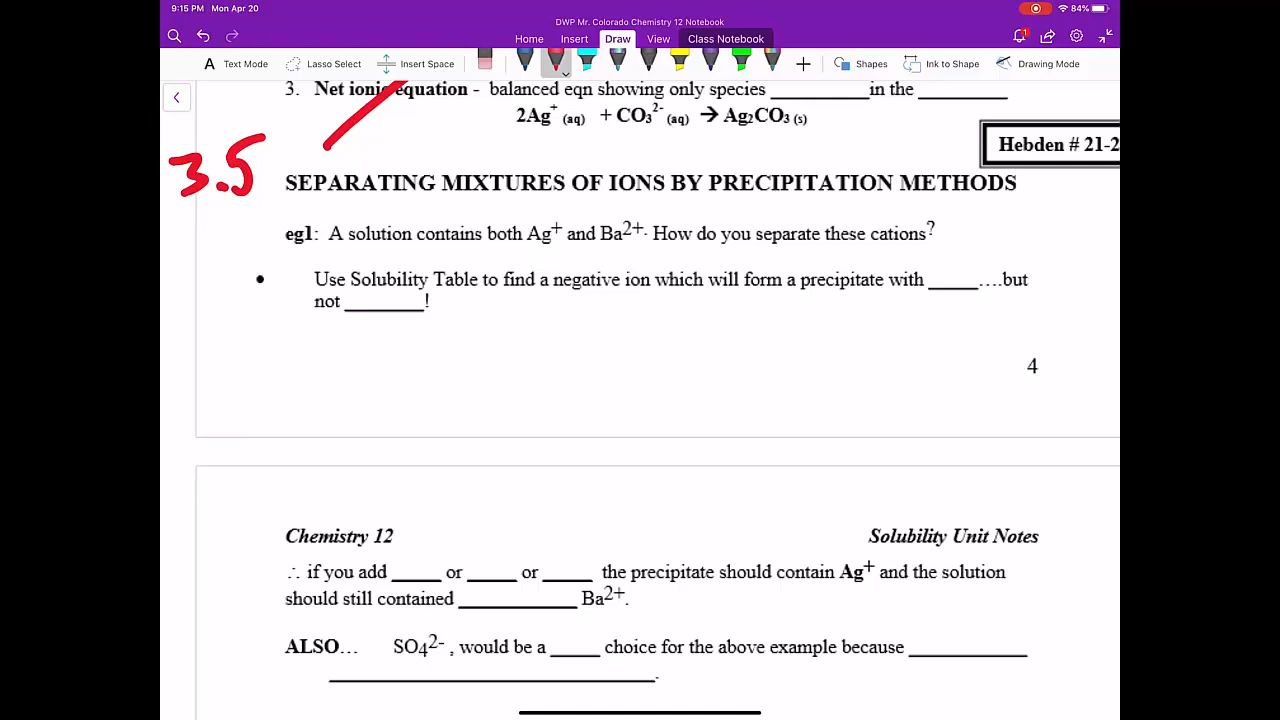 9:15 PM Mon Apr 20
84%
DWP Mr. Colorado Chemistry 12 Notebook
Home Insert Draw View Class Notebook
1
A Text Mode Lasso Select Insert Space Shapes Ink to Shape Drawing Mode
3. Net ionic equation - balanced eqn showing only species __________in the _________
2Ag⁺ (aq) + CO₃²⁻ (aq) → Ag₂CO₃ (s)
Hebden # 21-2
3.5
SEPARATING MIXTURES OF IONS BY PRECIPITATION METHODS
eg1: A solution contains both Ag⁺ and Ba²⁺. How do you separate these cations?
• Use Solubility Table to find a negative ion which will form a precipitate with _____….but
not ________!
4
Chemistry 12 Solubility Unit Notes
∴ if you add _____ or _____ or _____ the precipitate should contain Ag⁺ and the solution
should still contained ____________ Ba²⁺.
ALSO… SO₄²⁻ , would be a _____ choice for the above example because ____________
_________________________________.